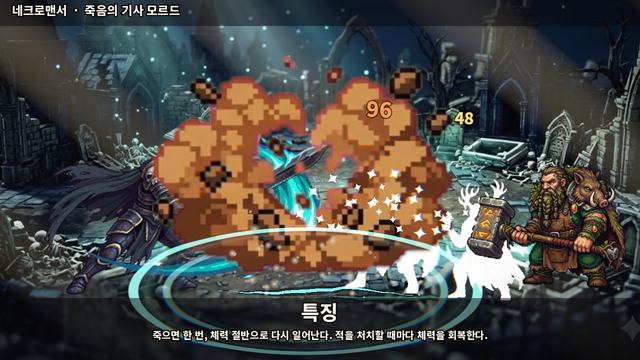 네크로맨서 · 죽음의 기사 모르드
96
48
특징
죽으면 한 번, 체력 절반으로 다시 일어난다. 적을 처치할 때마다 체력을 회복한다.